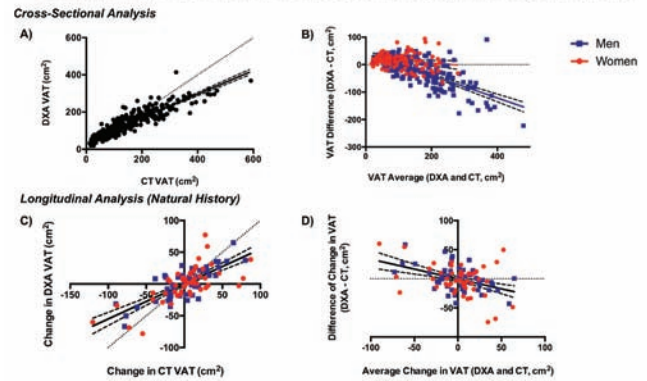 Cross-Sectional Analysis
A)
DXA VAT
(cm²)
600
400
200
0
0
200
400
600
CT VAT (cm²)
B)
VAT Difference (DXA - CT, cm²)
100
-100
-200
-300
0
200
400
600
VAT Average (DXA and CT, cm²)
Men
Women
Longitudinal Analysis (Natural History)
C)
Change in DXA VAT
(cm²)
100
50
-50
-100
-150
-100
-50
50
100
Change in CT VAT (cm²)
D)
Difference of Change in VAT
(DXA - CT, cm²)
100
50
-50
-100
-50
0
50
100
Average Change in VAT (DXA and CT, cm²)